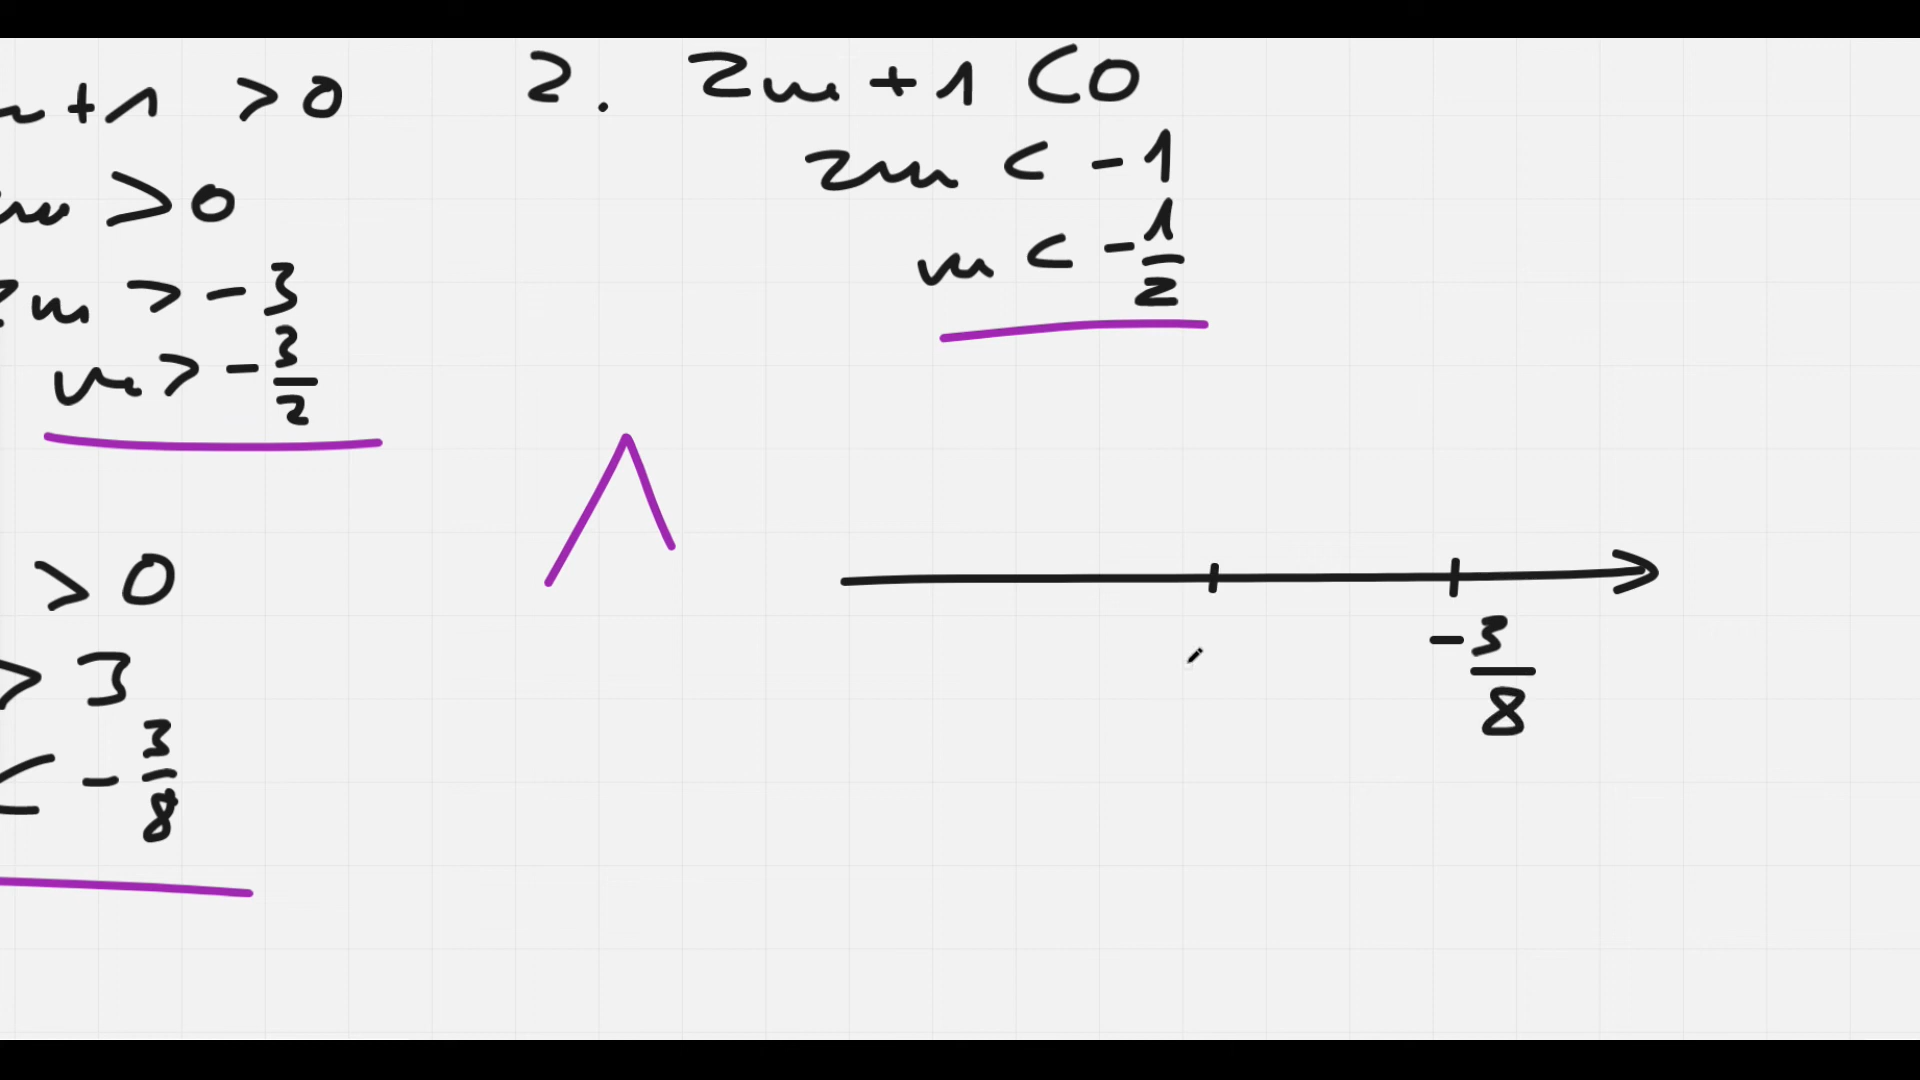 m + 1 > 0
m > 0
2m > - 3
m > - 3/2
> 0
> 3
< - 3/8
2. 2m + 1 < 0
2m < - 1
m < - 1/2
∧
- 3/8